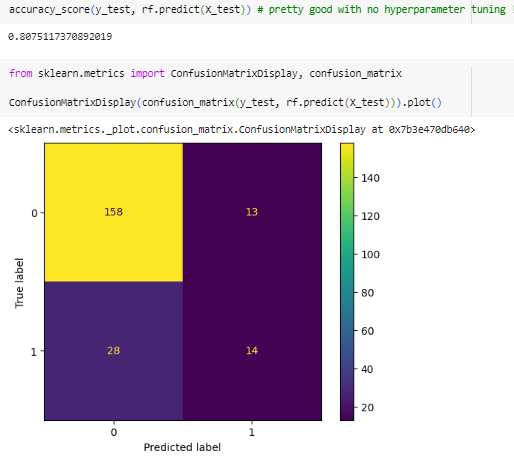 accuracy_score(y_test, rf.predict(X_test)) # pretty good with no hyperparameter tuning !
0.8075117370892019
from sklearn.metrics import ConfusionMatrixDisplay, confusion_matrix
ConfusionMatrixDisplay(confusion_matrix(y_test, rf.predict(X_test))).plot()
<sklearn.metrics._plot.confusion_matrix.ConfusionMatrixDisplay at 0x7b3e470db640>
140
0 158 13
120
100
True label
80
60
1 28 14
40
20
0 1
Predicted label